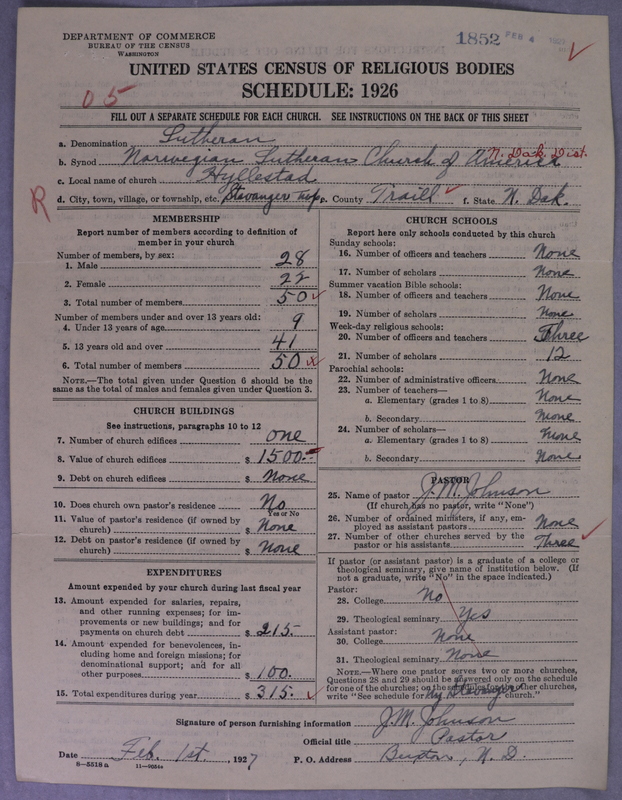 DEPARTMENT OF COMMERCE
BUREAU OF THE CENSUS
WASHINGTON
1852 FEB 4
UNITED STATES CENSUS OF RELIGIOUS BODIES
SCHEDULE: 1926
05
FILL OUT A SEPARATE SCHEDULE FOR EACH CHURCH. SEE INSTRUCTIONS ON THE BACK OF THIS SHEET
a. Denomination Lutheran
b. Synod Norwegian Lutheran Church of America N. Dak. Dist.
c. Local name of church Hyllestad
R
d. City, town, village, or township, etc. Stavanger Twp. County Traill f. State N. Dak.
MEMBERSHIP
Report number of members according to definition of
member in your church
Number of members, by sex:
1. Male 28
2. Female 22
3. Total number of members 50
Number of members under and over 13 years old:
4. Under 13 years of age 9
5. 13 years old and over 41
6. Total number of members 50
NOTE.—The total given under Question 6 should be
same as the total of males and females given under Question 3.
CHURCH BUILDINGS
See instructions, paragraphs 10 to 12
7. Number of church edifices one
8. Value of church edifices $ 1500.-
9. Debt on church edifices $ None
10. Does church own pastor's residence No
Yes or No
11. Value of pastor's residence (if owned by
church) $ None
12. Debt on pastor's residence (if owned by
church) $ None
EXPENDITURES
Amount expended by your church during last fiscal year
13. Amount expended for salaries, repairs,
and other running expenses; for im-
provements or new buildings; and for
payments on church debt $ 215.
14. Amount expended for benevolences, in-
cluding home and foreign missions; for
denominational support; and for all
other purposes $ 100.
15. Total expenditures during year $ 315.
CHURCH SCHOOLS
Report here only schools conducted by this church
Sunday schools:
16. Number of officers and teachers None
17. Number of scholars None
Summer vacation Bible schools:
18. Number of officers and teachers None
19. Number of scholars None
Week-day religious schools:
20. Number of officers and teachers Three
21. Number of scholars 12
Parochial schools:
22. Number of administrative officers None
23. Number of teachers—
a. Elementary (grades 1 to 8) None
b. Secondary None
24. Number of scholars—
a. Elementary (grades 1 to 8) None
b. Secondary None
PASTOR
25. Name of pastor J. M. Johnson
(If church has no pastor, write "None")
26. Number of ordained ministers, if any, em-
ployed as assistant pastors None
27. Number of other churches served by the
pastor or his assistants Three
If pastor (or assistant pastor) is a graduate of a college or
theological seminary, give name of institution below. (If
not a graduate, write "No" in the space indicated.)
Pastor:
28. College No
29. Theological seminary Yes
Assistant pastor:
30. College None
31. Theological seminary None
NOTE.—Where one pastor serves two or more churches,
Questions 28 and 29 should be answered only on the schedule
for one of the churches; on the schedules for the other churches,
write "See schedule for Ny Stavanger church."
Signature of person furnishing information J. M. Johnson
Official title Pastor
Date Feb. 1st, 1927 P. O. Address Buxton, N. D.
8—5518 a